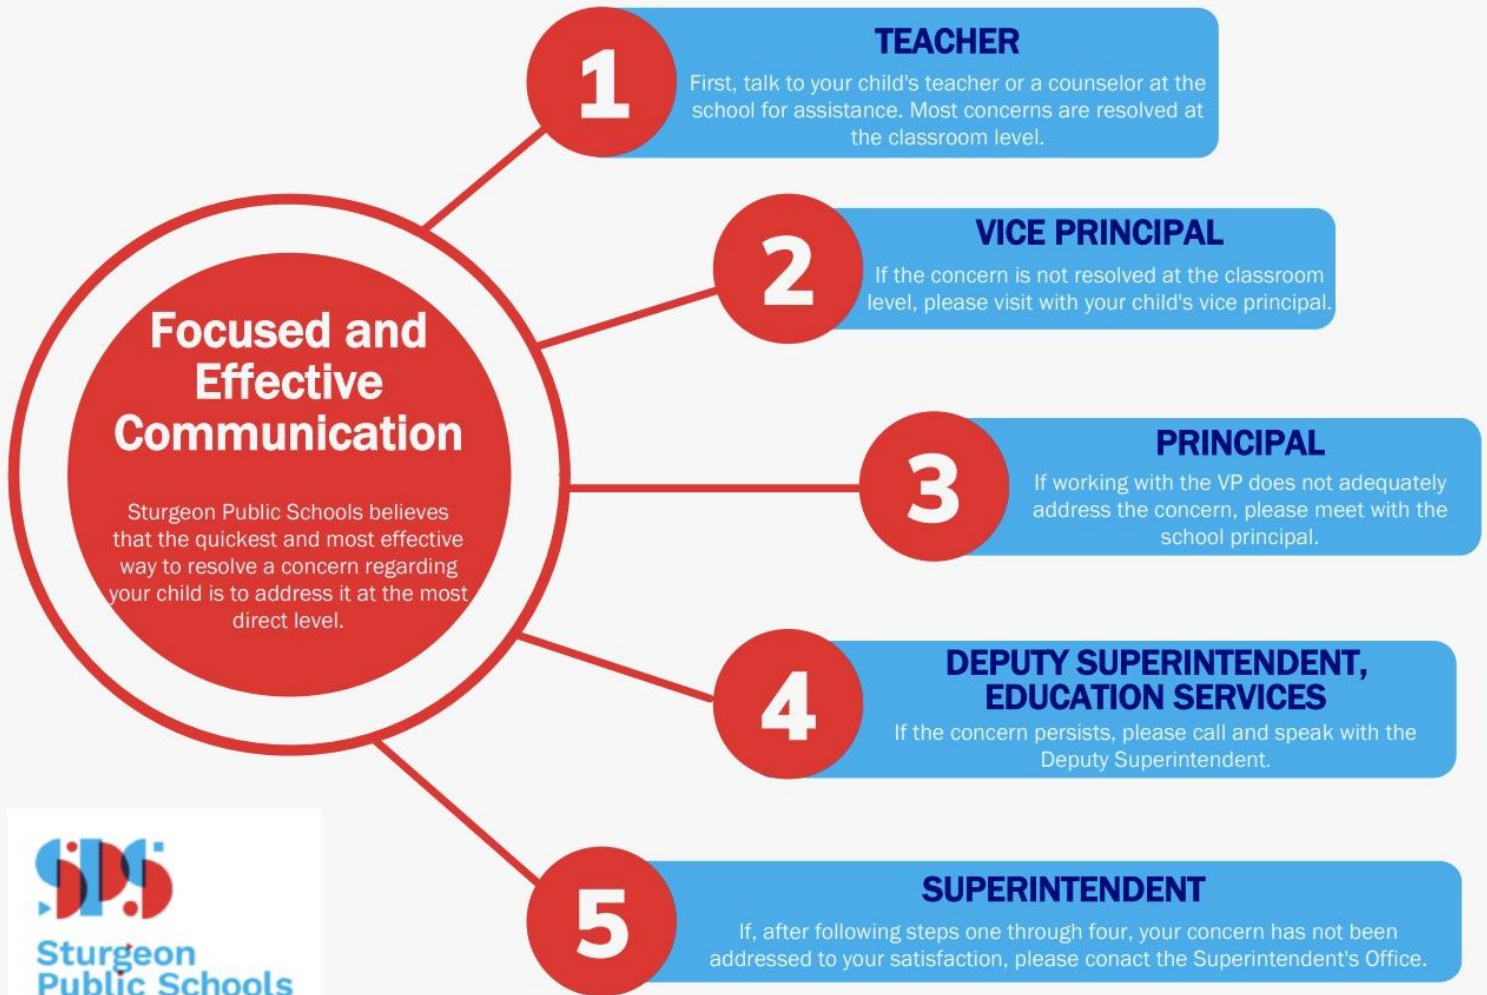 1
TEACHER
First, talk to your child's teacher or a counselor at the
school for assistance. Most concerns are resolved at
the classroom level.
2
VICE PRINCIPAL
If the concern is not resolved at the classroom
level, please visit with your child's vice principal.
Focused and
Effective
Communication
Sturgeon Public Schools believes
that the quickest and most effective
way to resolve a concern regarding
your child is to address it at the most
direct level.
3
PRINCIPAL
If working with the VP does not adequately
address the concern, please meet with the
school principal.
4
DEPUTY SUPERINTENDENT,
EDUCATION SERVICES
If the concern persists, please call and speak with the
Deputy Superintendent.
5
SUPERINTENDENT
If, after following steps one through four, your concern has not been
addressed to your satisfaction, please conact the Superintendent's Office.
SPS
Sturgeon
Public Schools